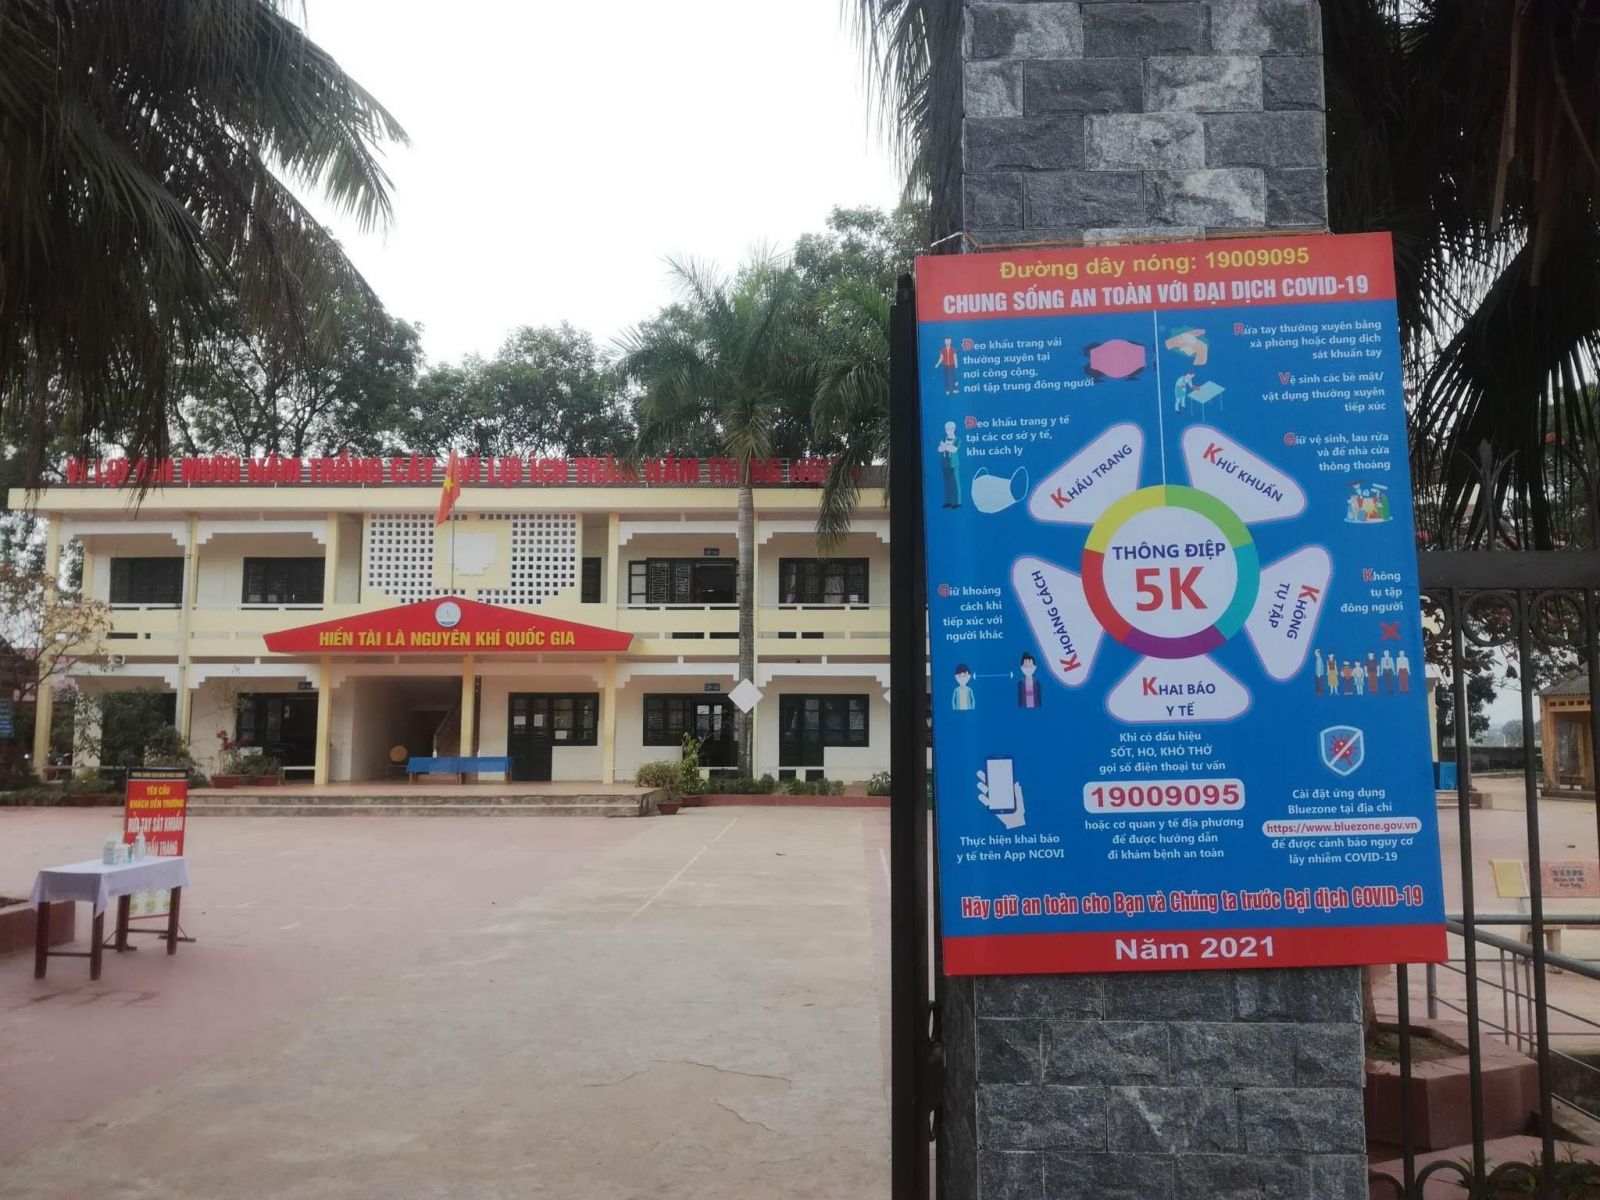 Đường dây nóng: 19009095
CHUNG SỐNG AN TOÀN VỚI ĐẠI DỊCH COVID-19
Đeo khẩu trang vải
thường xuyên tại
nơi công cộng,
nơi tập trung đông người
Đeo khẩu trang y tế
tại các cơ sở y tế,
khu cách ly
Rửa tay thường xuyên bằng
xà phòng hoặc dung dịch
sát khuẩn tay
Vệ sinh các bề mặt/
vật dụng thường xuyên
tiếp xúc
Giữ vệ sinh, lau rửa
và để nhà cửa
thông thoáng
KHẨU TRANG
KHỬ KHUẨN
THÔNG ĐIỆP
5K
KHOẢNG CÁCH
KHÔNG
TỤ TẬP
KHAI BÁO
Y TẾ
Giữ khoảng
cách khi
tiếp xúc với
người khác
Không
tụ tập
đông người
Khi có dấu hiệu
SỐT, HO, KHÓ THỞ
gọi số điện thoại tư vấn
19009095
hoặc cơ quan y tế địa phương
để được hướng dẫn
đi khám bệnh an toàn
Thực hiện khai báo
y tế trên App NCOVI
Cài đặt ứng dụng
Bluezone tại địa chỉ
https://www.bluezone.gov.vn
để được cảnh báo nguy cơ
lây nhiễm COVID-19
Hãy giữ an toàn cho Bạn và Chúng ta trước Đại dịch COVID-19
Năm 2021
VÌ LỢI MƯỜI NĂM TRỒNG CÂY VÌ LỢI ÍCH TRĂM NĂM TRỒNG
HIỀN TÀI LÀ NGUYÊN KHÍ QUỐC GIA
YÊU CẦU
KHÁCH ĐẾN TRƯỜNG
RỬA TAY SÁT KHUẨN
KHẨU TRANG